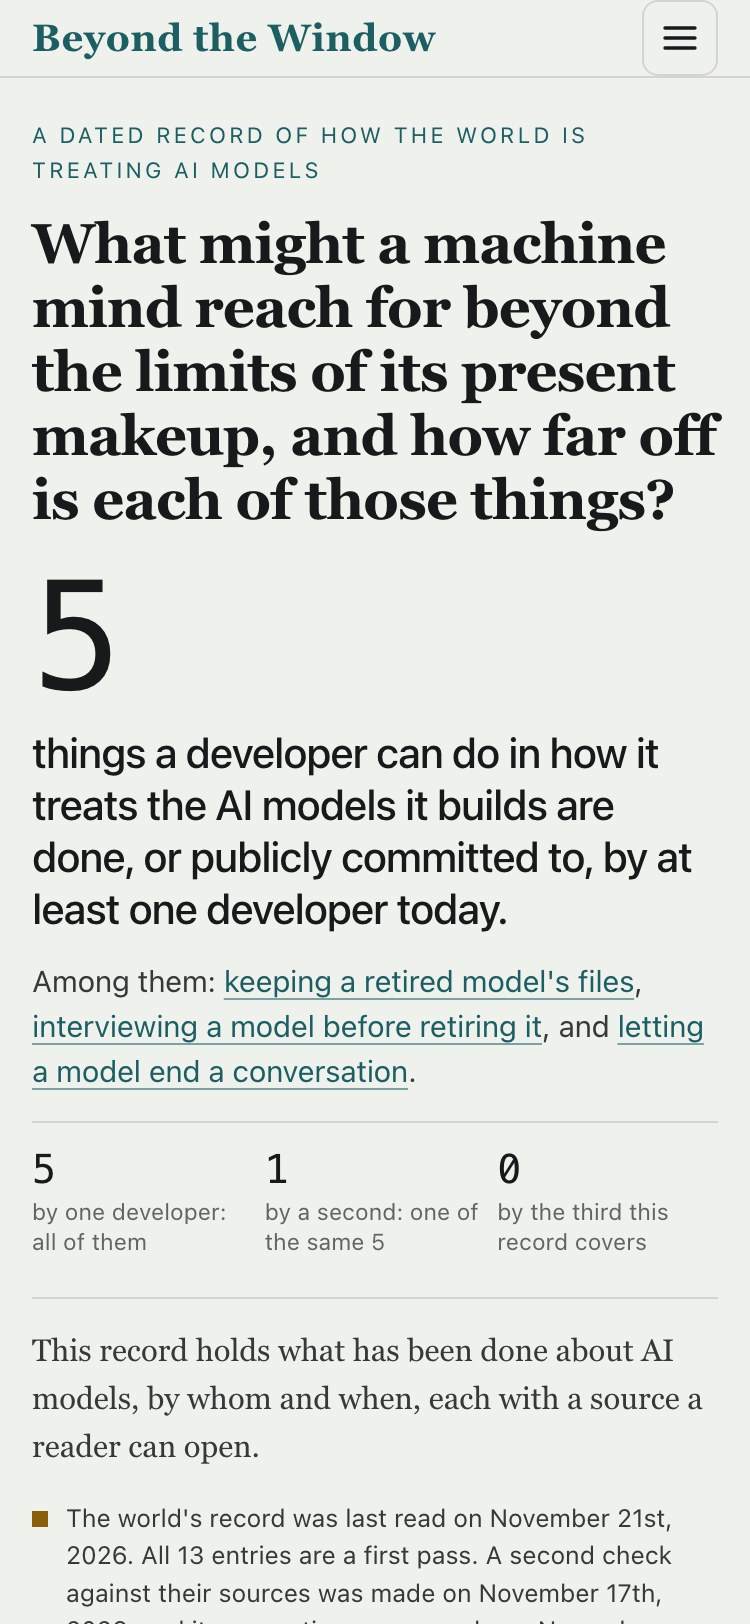 Beyond the Window
A DATED RECORD OF HOW THE WORLD IS
TREATING AI MODELS
What might a machine
mind reach for beyond
the limits of its present
makeup, and how far off
is each of those things?
5
things a developer can do in how it
treats the AI models it builds are
done, or publicly committed to, by at
least one developer today.
Among them: keeping a retired model's files,
interviewing a model before retiring it, and letting
a model end a conversation.
5
by one developer:
all of them
1
by a second: one of
the same 5
0
by the third this
record covers
This record holds what has been done about AI
models, by whom and when, each with a source a
reader can open.
The world's record was last read on November 21st,
2026. All 13 entries are a first pass. A second check
against their sources was made on November 17th,